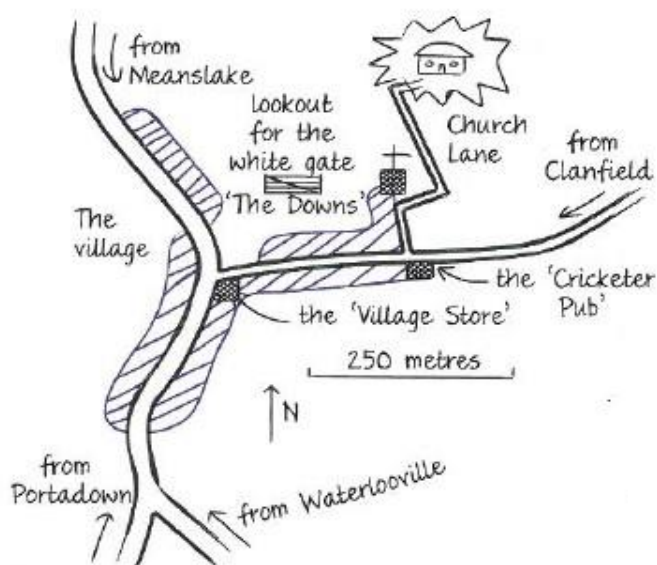 from
Meanslake
Lookout
for the
white gate
'The Downs'
Church
Lane
from
Clanfield
The
village
the 'Cricketer
Pub'
the 'Village Store'
250 metres
N
from
Portadown
from Waterlooville